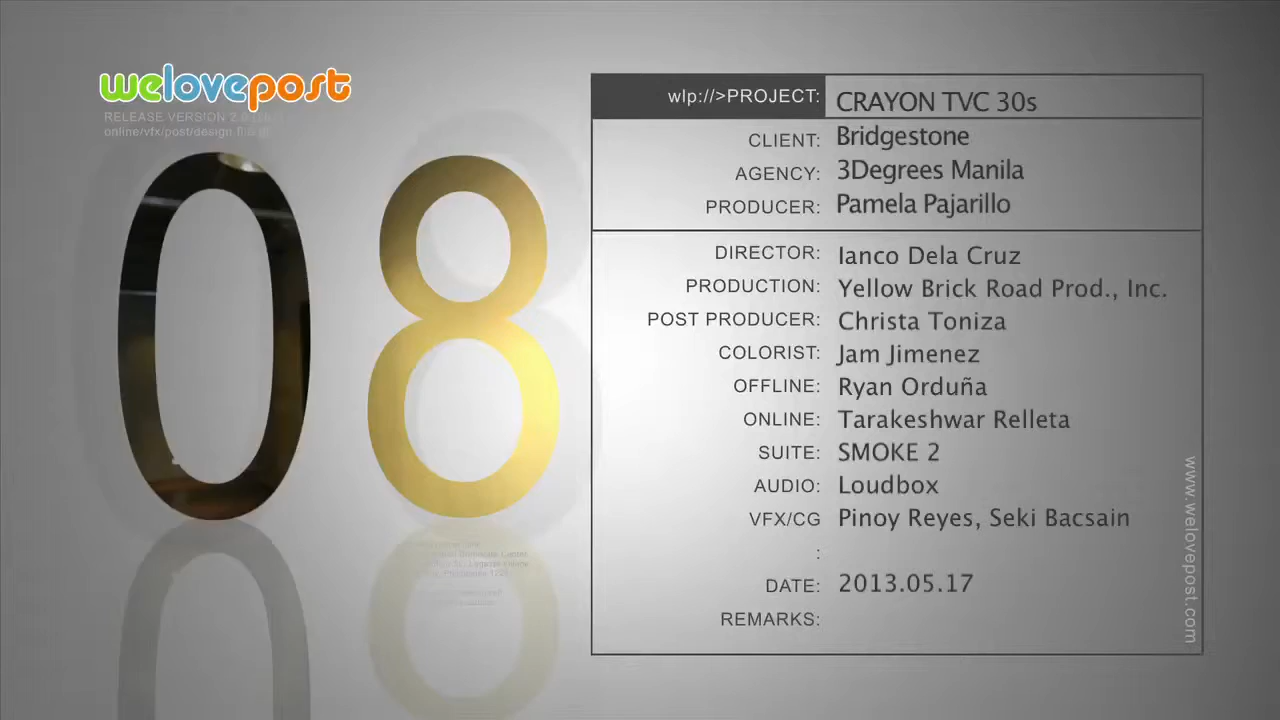 welovepost
RELEASE VERSION
online/vfx/post/design
08
wlp://>PROJECT: CRAYON TVC 30s
CLIENT: Bridgestone
AGENCY: 3Degrees Manila
PRODUCER: Pamela Pajarillo
DIRECTOR: Ianco Dela Cruz
PRODUCTION: Yellow Brick Road Prod., Inc.
POST PRODUCER: Christa Toniza
COLORIST: Jam Jimenez
OFFLINE: Ryan Orduña
ONLINE: Tarakeshwar Relleta
SUITE: SMOKE 2
AUDIO: Loudbox
VFX/CG Pinoy Reyes, Seki Bacsain
:
DATE: 2013.05.17
REMARKS:
www.welovepost.com